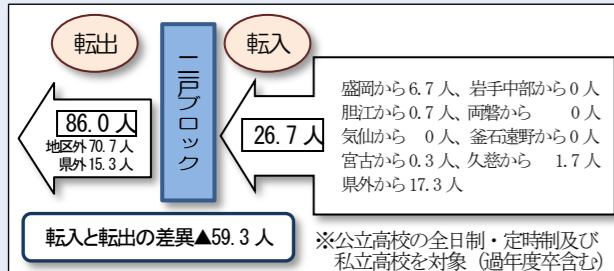 転出
転入
二戸ブロック
86.0人
地区外70.7人
県外15.3人
26.7人
盛岡から6.7人、岩手中部から0人
胆江から0.7人、両磐から 0人
気仙から 0人、釜石遠野から0人
宮古から0.3人、久慈から 1.7人
県外から17.3人
転入と転出の差異▲59.3人
※公立高校の全日制・定時制及び
私立高校を対象（過年度卒含む）